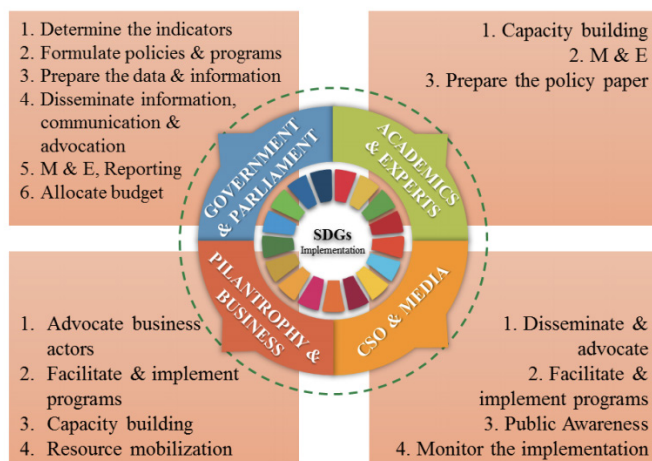 1. Determine the indicators
2. Formulate policies & programs
3. Prepare the data & information
4. Disseminate information,
communication &
advocation
5. M & E, Reporting
6. Allocate budget
1. Capacity building
2. M & E
3. Prepare the policy paper
GOVERNMENT
& PARLIAMENT
ACADEMICS
& EXPERTS
SDGs
Implementation
PILANTROPHY &
BUSINESS
CSO & MEDIA
1. Advocate business
actors
2. Facilitate & implement
programs
3. Capacity building
4. Resource mobilization
1. Disseminate &
advocate
2. Facilitate &
implement programs
3. Public Awareness
4. Monitor the implementation